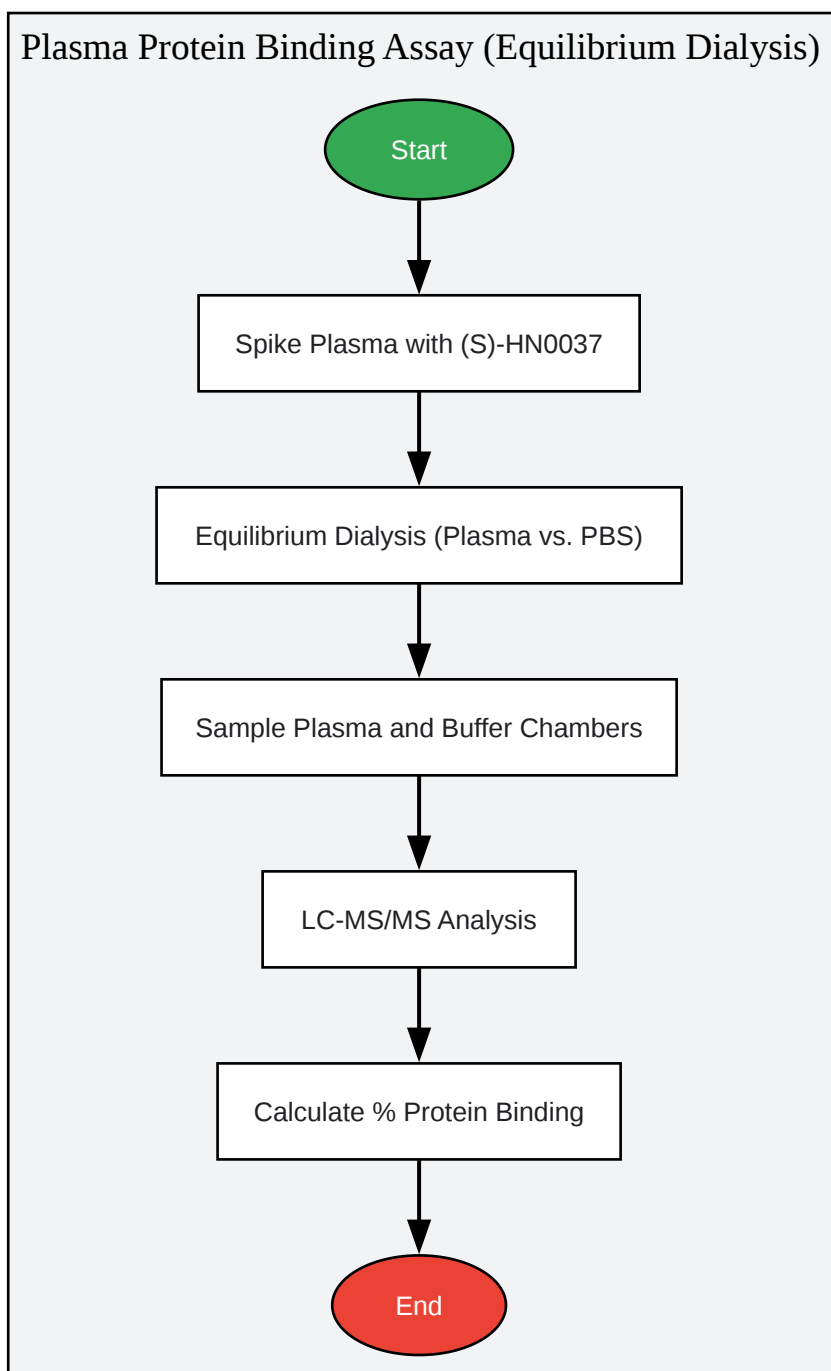 Plasma Protein Binding Assay (Equilibrium Dialysis)
Start
Spike Plasma with (S)-HN0037
Equilibrium Dialysis (Plasma vs. PBS)
Sample Plasma and Buffer Chambers
LC-MS/MS Analysis
Calculate % Protein Binding
End